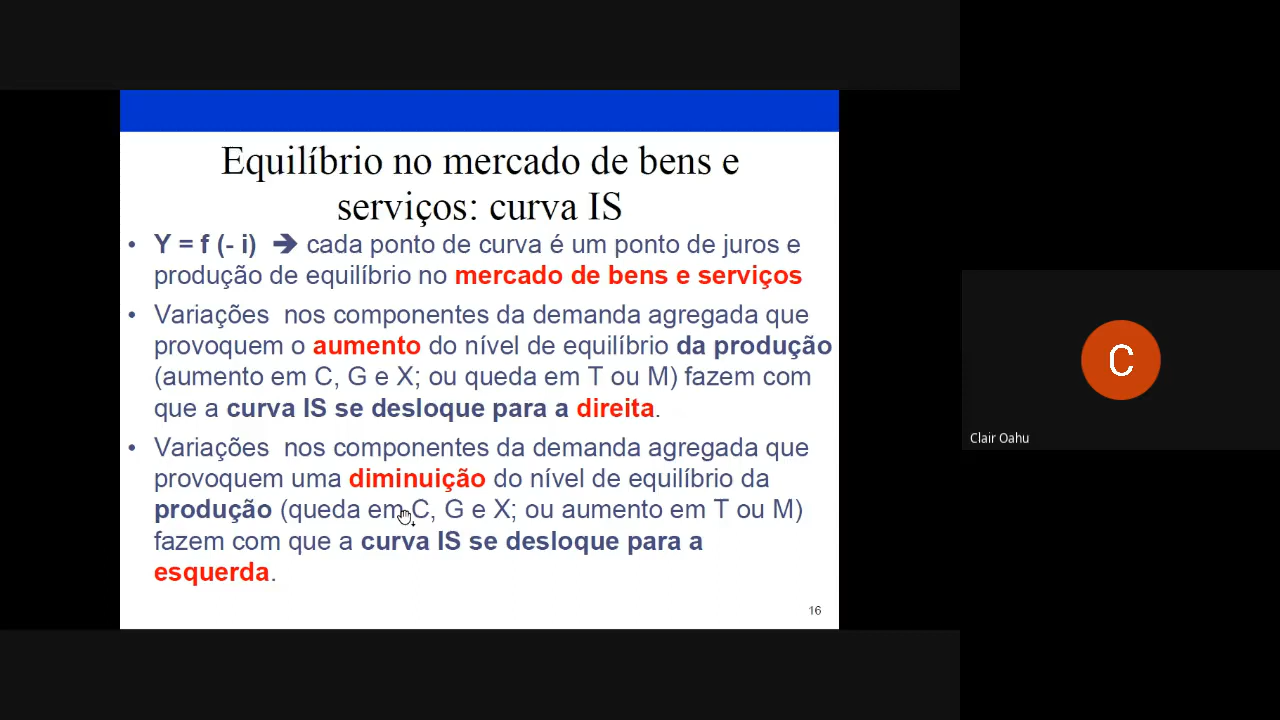 Equilíbrio no mercado de bens e
serviços: curva IS
• Y = f (- i) ➔ cada ponto de curva é um ponto de juros e
produção de equilíbrio no mercado de bens e serviços
• Variações nos componentes da demanda agregada que
provoquem o aumento do nível de equilíbrio da produção
(aumento em C, G e X; ou queda em T ou M) fazem com
que a curva IS se desloque para a direita.
• Variações nos componentes da demanda agregada que
provoquem uma diminuição do nível de equilíbrio da
produção (queda em C, G e X; ou aumento em T ou M)
fazem com que a curva IS se desloque para a
esquerda.
16
C
Clair Oahu